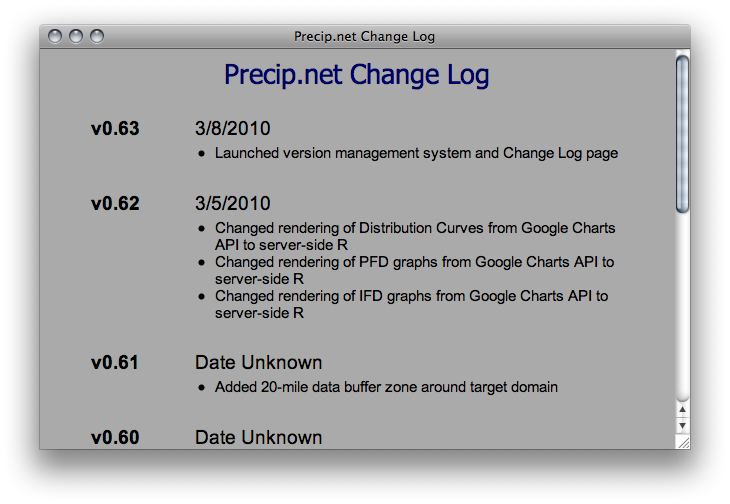 Precip.net Change Log
Precip.net Change Log
v0.63 3/8/2010
• Launched version management system and Change Log page
v0.62 3/5/2010
• Changed rendering of Distribution Curves from Google Charts
API to server-side R
• Changed rendering of PFD graphs from Google Charts API to
server-side R
• Changed rendering of IFD graphs from Google Charts API to
server-side R
v0.61 Date Unknown
• Added 20-mile data buffer zone around target domain
v0.60 Date Unknown